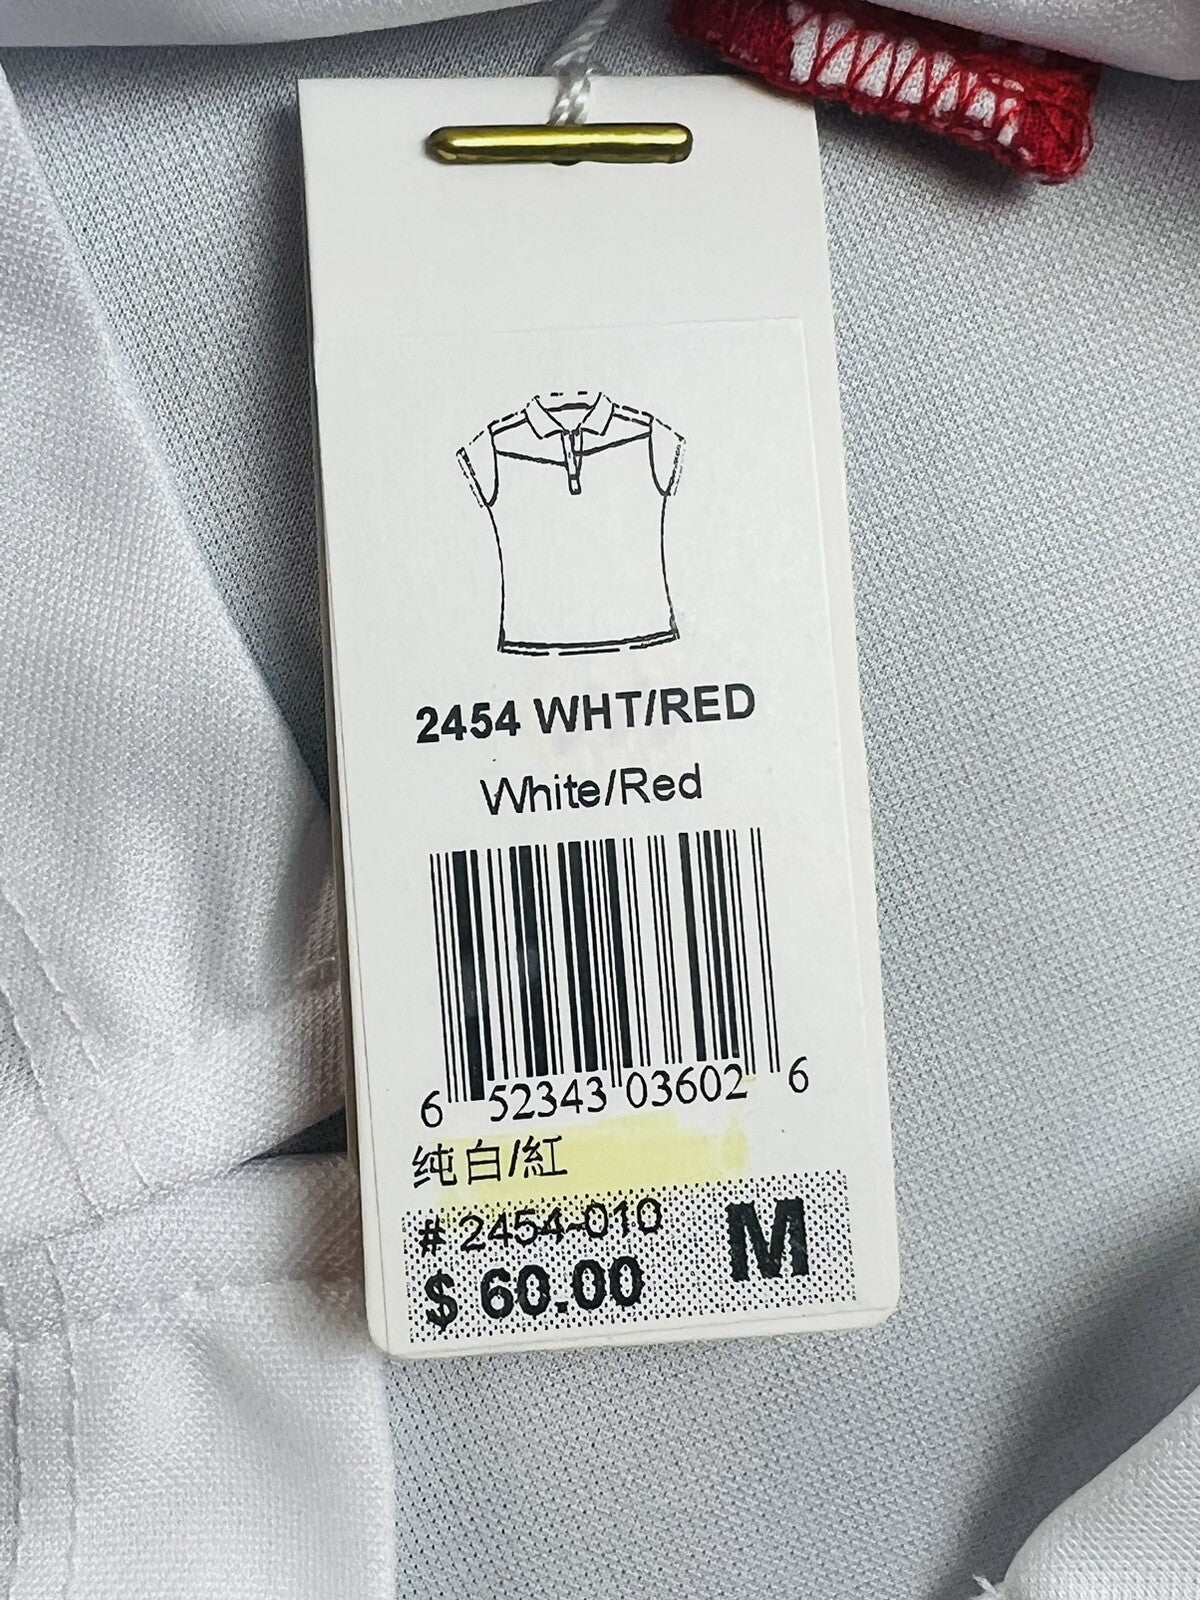 2454 WHT/RED
White/Red
6 52343 03602 6
纯白/紅
# 2454-010
$ 60.00 M